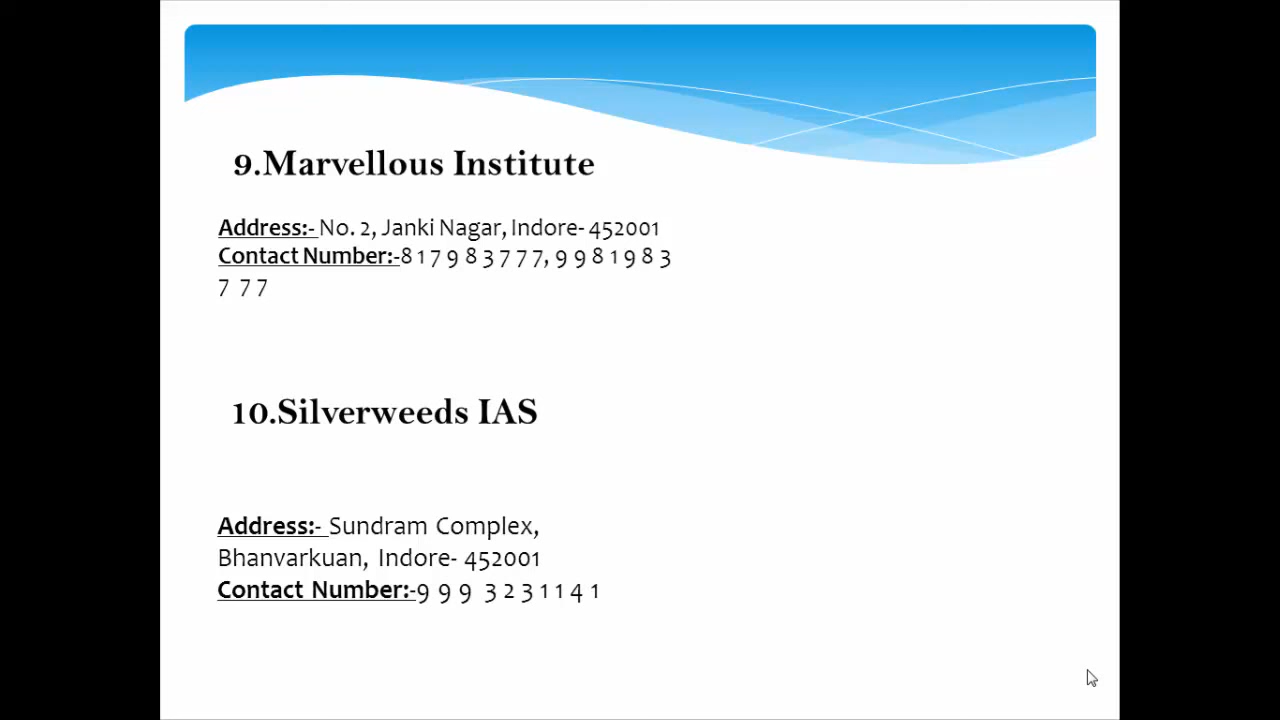 9.Marvellous Institute
Address:- No. 2, Janki Nagar, Indore- 452001
Contact Number:-8 1 7 9 8 3 7 7 7, 9 9 8 1 9 8 3
7 7 7
10.Silverweeds IAS
Address:- Sundram Complex,
Bhanvarkuan, Indore- 452001
Contact Number:-9 9 9 3 2 3 1 1 4 1